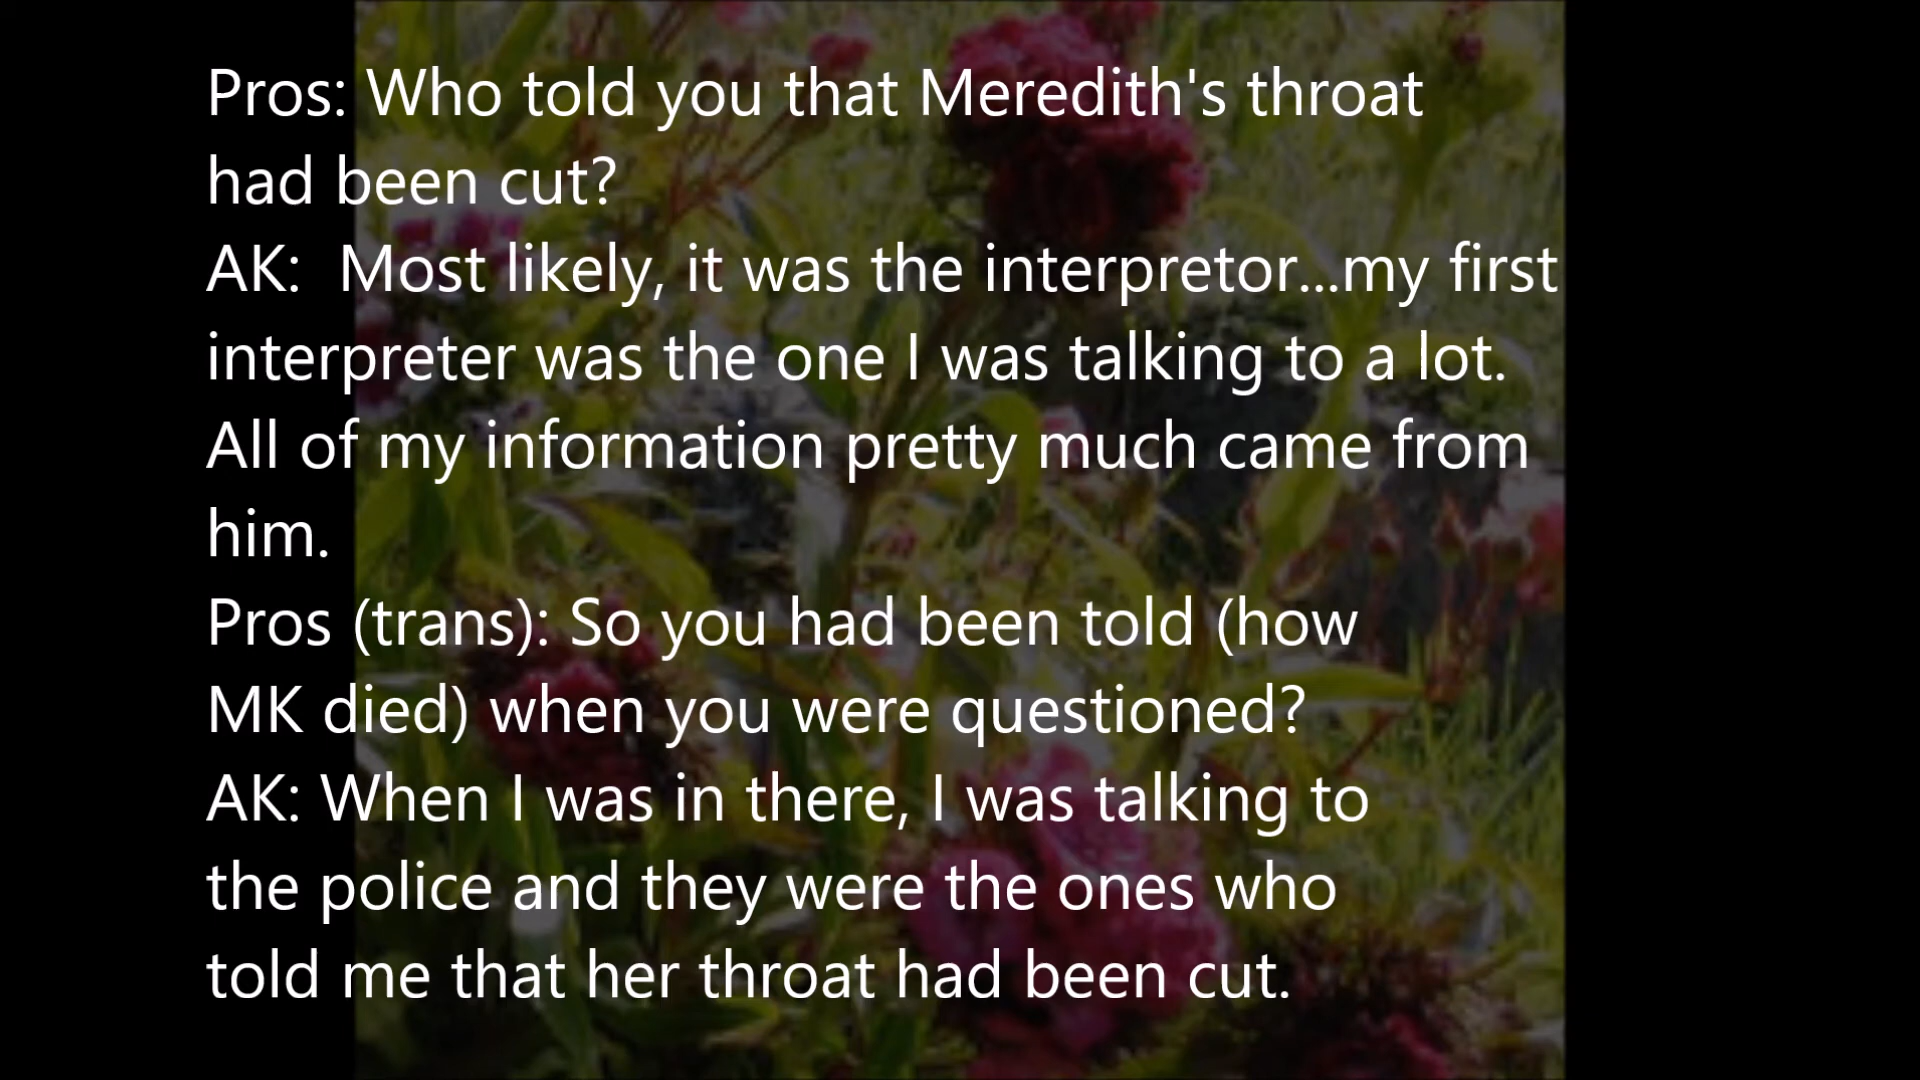 Pros: Who told you that Meredith's throat
had been cut?
AK:  Most likely, it was the interpretor...my first
interpreter was the one I was talking to a lot.
All of my information pretty much came from
him.
Pros (trans): So you had been told (how
MK died) when you were questioned?
AK: When I was in there, I was talking to
the police and they were the ones who
told me that her throat had been cut.